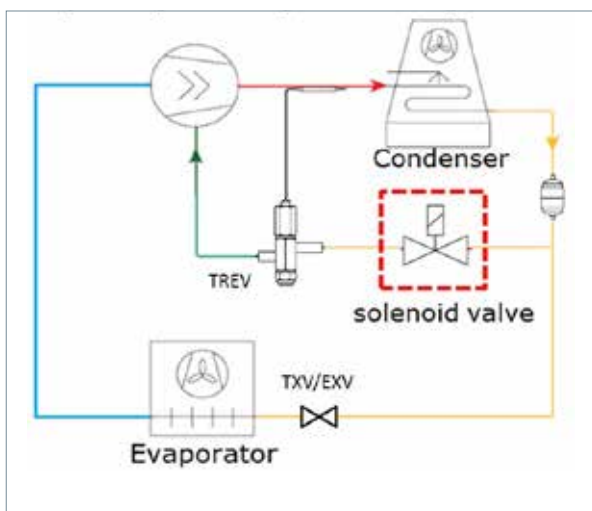 Condenser
TREV
solenoid valve
TXV/EXV
Evaporator